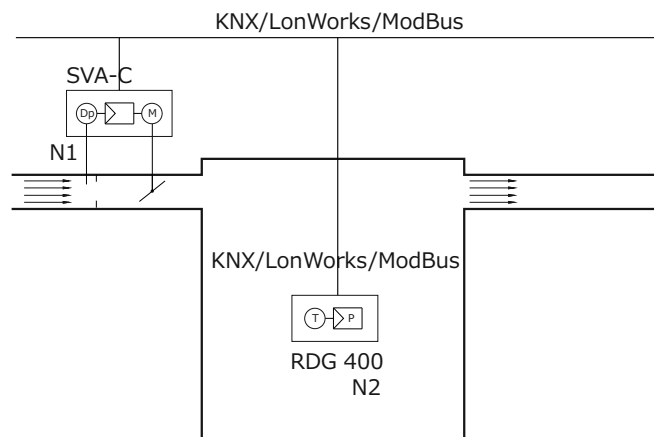 KNX/LonWorks/ModBus
SVA-C
Dp
M
N1
KNX/LonWorks/ModBus
T
P
RDG 400
N2